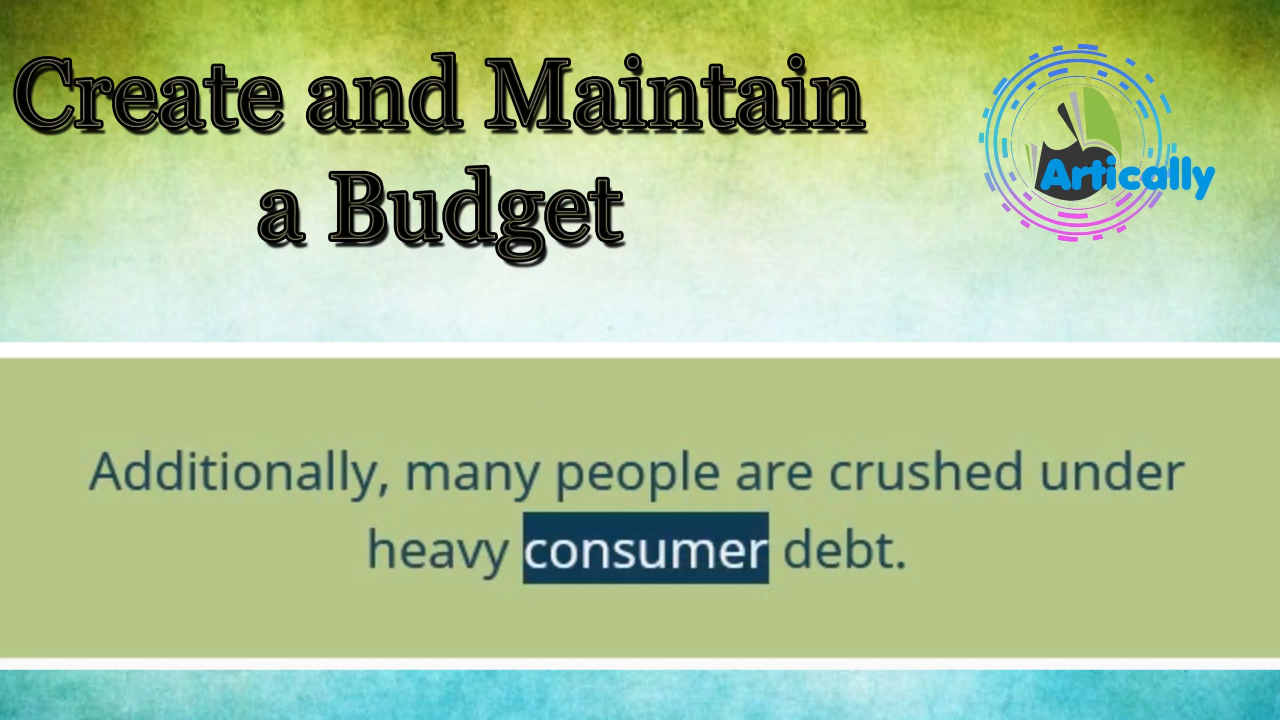 Create and Maintain
a Budget
Artically
Additionally, many people are crushed under
heavy consumer debt.